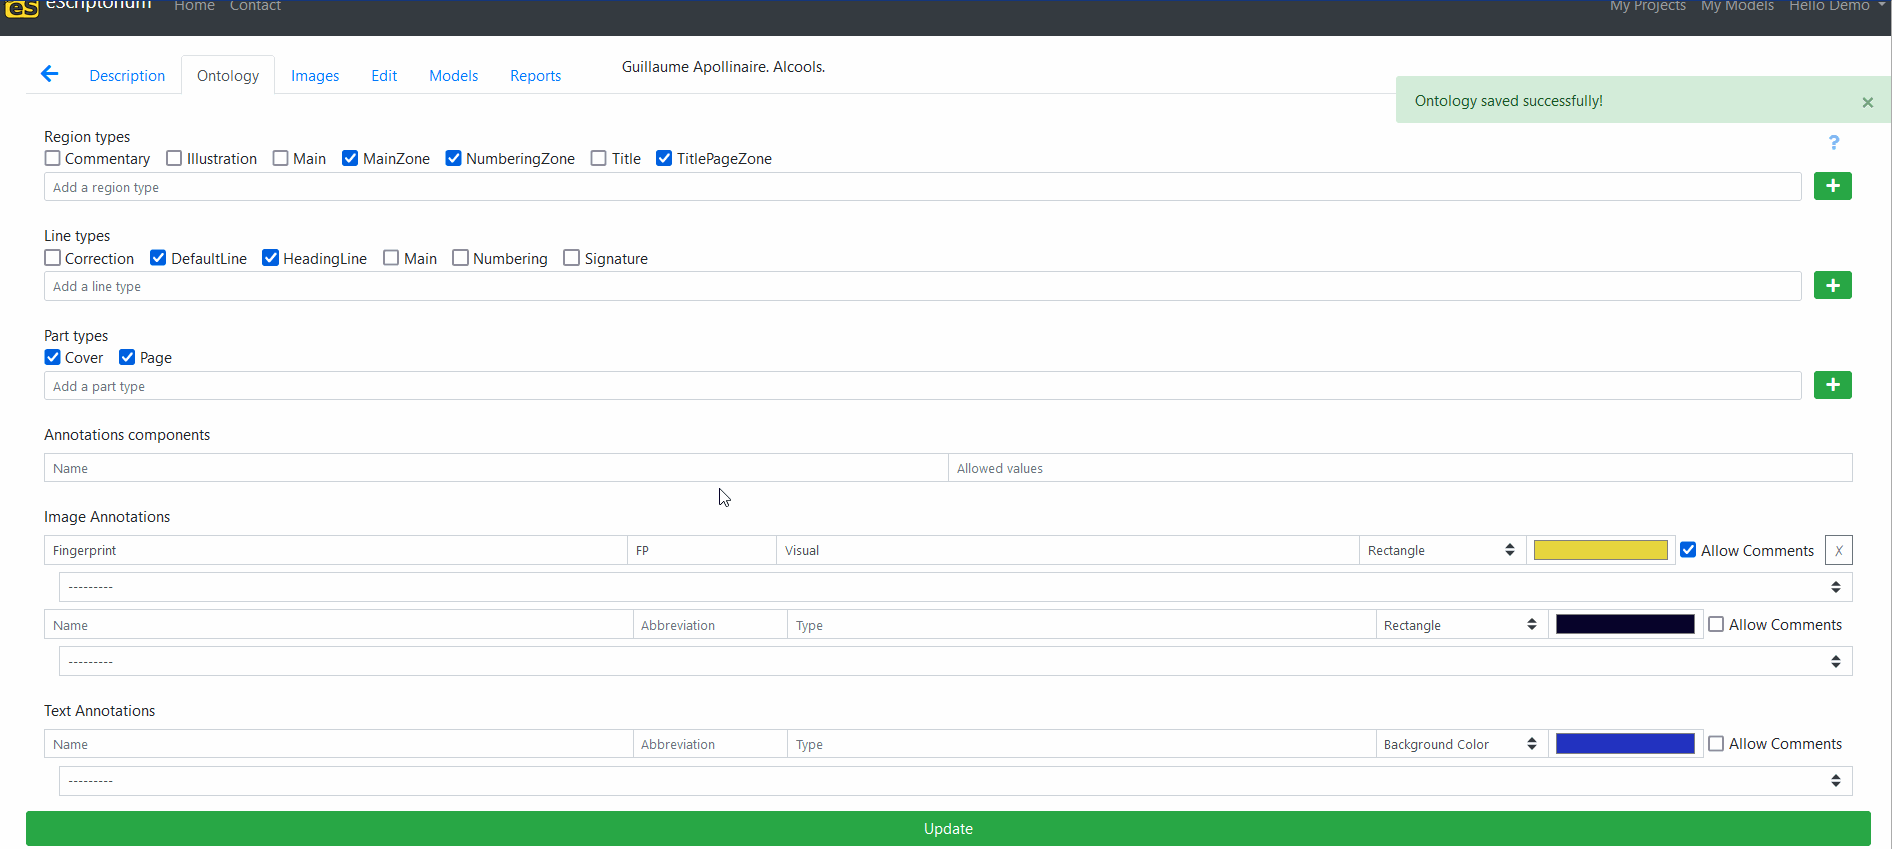 eS eScriptorium Home Contact My Projects My Models Hello Demo
Description Ontology Images Edit Models Reports Guillaume Apollinaire. Alcools.
Ontology saved successfully! ×
Region types ?
Commentary Illustration Main MainZone NumberingZone Title TitlePageZone
Add a region type +
Line types
Correction DefaultLine HeadingLine Main Numbering Signature
Add a line type +
Part types
Cover Page
Add a part type +
Annotations components
Name Allowed values
Image Annotations
Fingerprint FP Visual Rectangle Allow Comments X
---------
Name Abbreviation Type Rectangle Allow Comments
---------
Text Annotations
Name Abbreviation Type Background Color Allow Comments
---------
Update